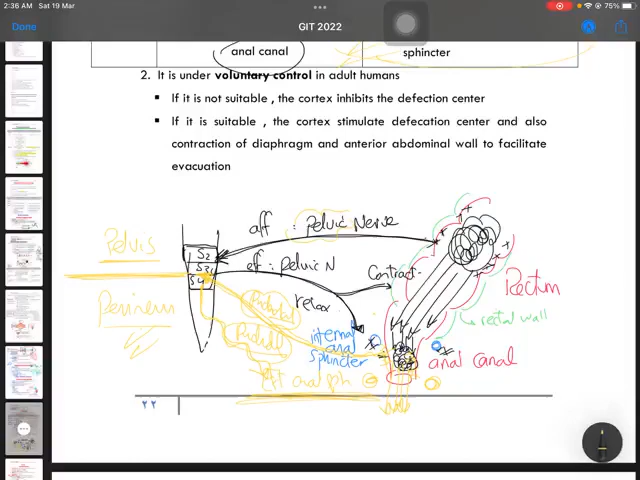 2:36 AM Sat 19 Mar
75%
Done
GIT 2022
anal canal
sphincter
2. It is under voluntary control in adult humans
▪ If it is not suitable , the cortex inhibits the defection center
▪ If it is suitable , the cortex stimulate defecation center and also
contraction of diaphragm and anterior abdominal wall to facilitate
evacuation
aff : pelvic Nerve
Pelvis
S2
S3
S4
ef : pelvic N
Contract
Rectum
Perineum
relax
Pudendal
rectal wall
internal
anal
sphincter
anal canal
٢٢